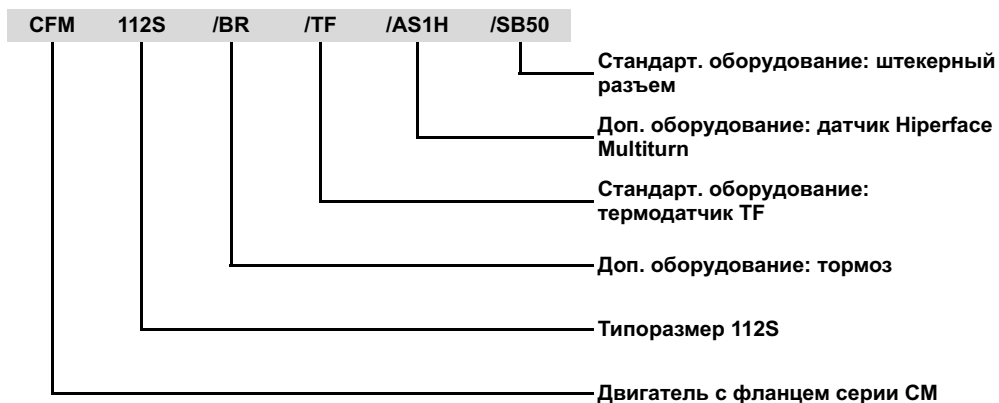 CFM 112S /BR /TF /AS1H /SB50
Стандарт. оборудование: штекерный
разъем
Доп. оборудование: датчик Hiperface
Multiturn
Стандарт. оборудование:
термодатчик TF
Доп. оборудование: тормоз
Типоразмер 112S
Двигатель с фланцем серии CM